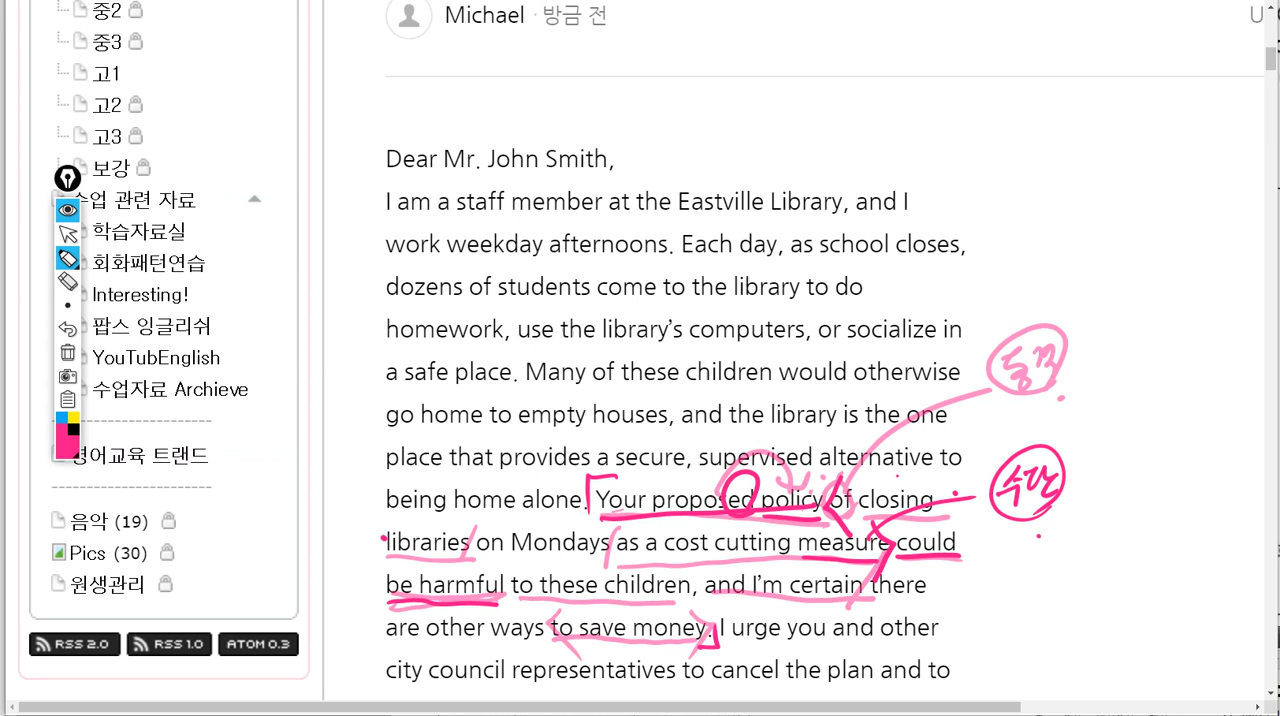 중2
중3
고1
고2
고3
보강
수업 관련 자료
학습자료실
회화패턴연습
Interesting!
팝스 잉글리쉬
YouTubEnglish
수업자료 Archieve
영어교육 트랜드
음악 (19)
Pics (30)
원생관리
RSS 2.0 RSS 1.0 ATOM 0.3
Michael · 방금 전
U
Dear Mr. John Smith,
I am a staff member at the Eastville Library, and I
work weekday afternoons. Each day, as school closes,
dozens of students come to the library to do
homework, use the library's computers, or socialize in
a safe place. Many of these children would otherwise
go home to empty houses, and the library is the one
place that provides a secure, supervised alternative to
being home alone. Your proposed policy of closing
libraries on Mondays as a cost cutting measure could
be harmful to these children, and I'm certain there
are other ways to save money. I urge you and other
city council representatives to cancel the plan and to
동격
수단